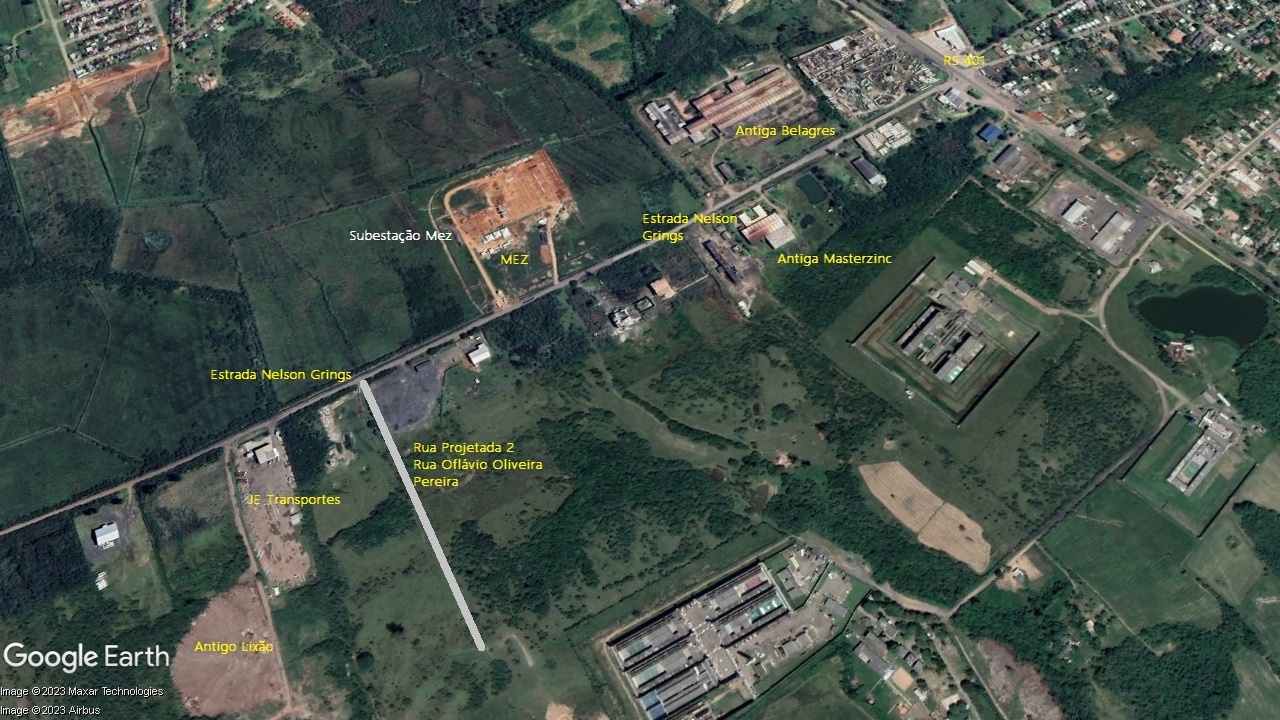 RS 401
Antiga Belagres
Estrada Nelson
Grings
Subestação Mez
MEZ
Antiga Masterzinc
Estrada Nelson Grings
Rua Projetada 2
Rua Oflávio Oliveira
Pereira
JE Transportes
Antigo Lixão
Google Earth
Image ©2023 Maxar Technologies
Image ©2023 Airbus